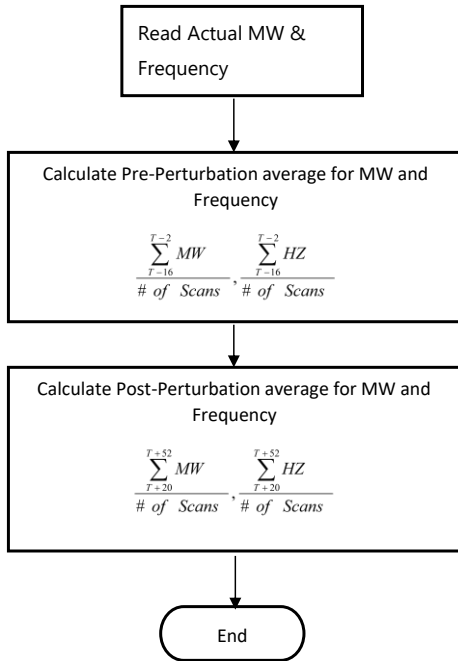 Read Actual MW &
Frequency
Calculate Pre-Perturbation average for MW and
Frequency
T−2 T−2
∑ MW ∑ HZ
T−16 , T−16
# of Scans # of Scans
Calculate Post-Perturbation average for MW and
Frequency
T+52 T+52
∑ MW ∑ HZ
T+20 , T+20
# of Scans # of Scans
End